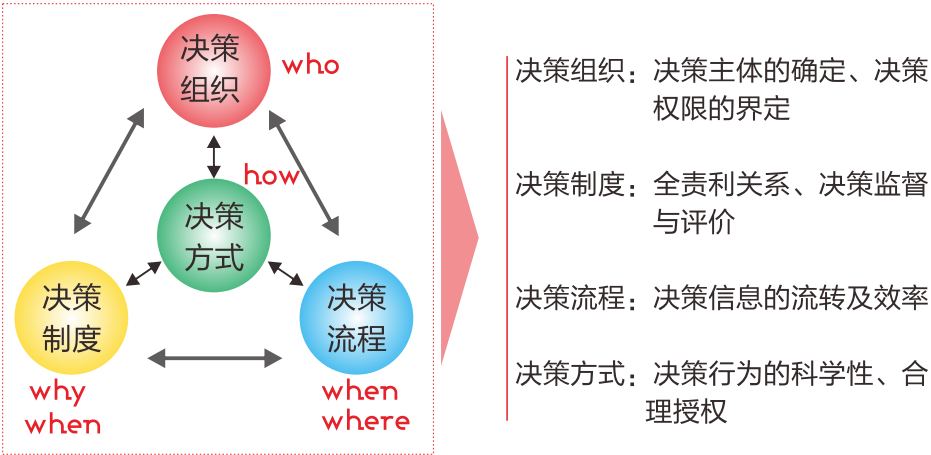 决策
组织
who
how
决策
方式
决策
制度
why
when
决策
流程
when
where
决策组织：决策主体的确定、决策
权限的界定
决策制度：全责利关系、决策监督
与评价
决策流程：决策信息的流转及效率
决策方式：决策行为的科学性、合
理授权